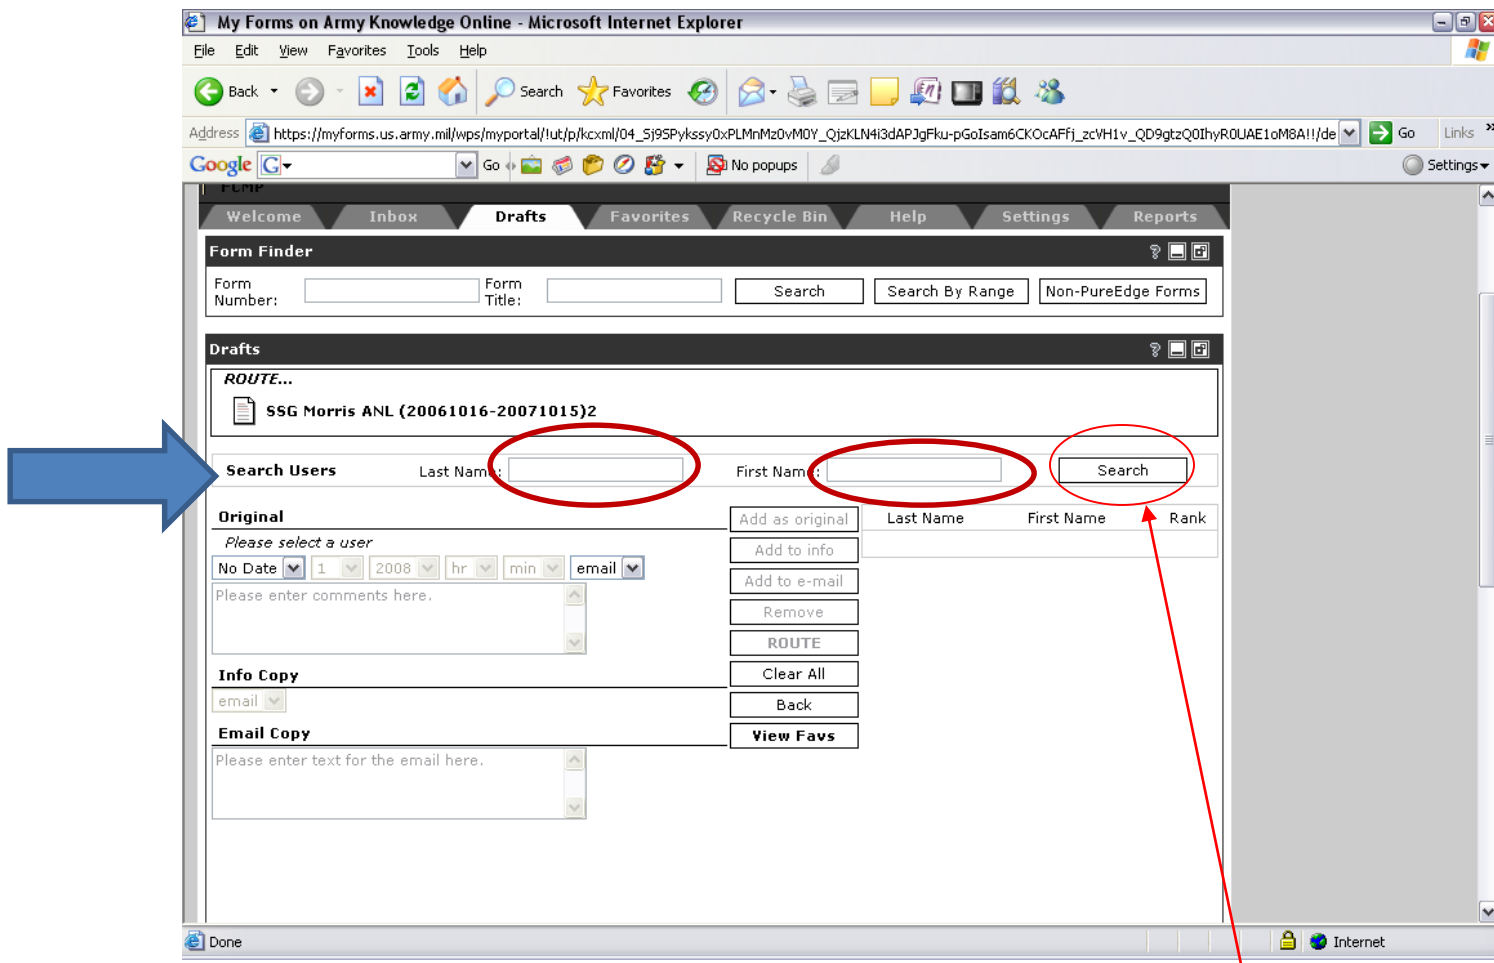 My Forms on Army Knowledge Online - Microsoft Internet Explorer
File Edit View Favorites Tools Help
Back Search Favorites
Address https://myforms.us.army.mil/wps/myportal/!ut/p/kcxml/04_Sj9SPykssy0xPLMnMz0vM0Y_QjzKLN4i3dAPJgFku-pGoIsam6CKOcAFfj_zcVH1v_QD9gtzQ0IhyR0UAE1oM8A!!/de Go Links »
Google G Go No popups Settings
FCMP
Welcome Inbox Drafts Favorites Recycle Bin Help Settings Reports
Form Finder ?
Form Number: Form Title: Search Search By Range Non-PureEdge Forms
Drafts ?
ROUTE...
SSG Morris ANL (20061016-20071015)2
Search Users Last Name: First Name: Search
Original Add as original Last Name First Name Rank
Please select a user Add to info
No Date 1 2008 hr min email Add to e-mail
Please enter comments here.
Remove
ROUTE
Info Copy Clear All
email Back
Email Copy View Favs
Please enter text for the email here.
Done Internet